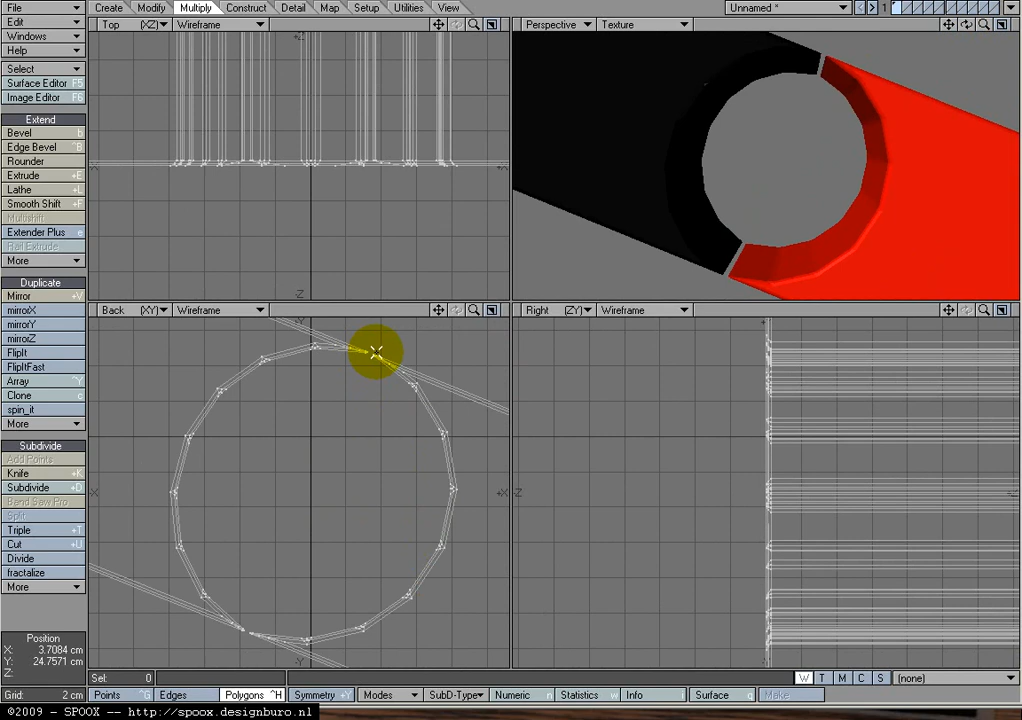 File
Create
Modify
Multiply
Construct
Detail
Map
Setup
Utilities
View
Unnamed *
1
Edit
Windows
Help
Top (XZ) Wireframe
Perspective Texture
Select
Surface Editor F5
Image Editor F6
Extend
Bevel b
Edge Bevel ^B
Rounder
Extrude +E
Lathe +L
Smooth Shift +F
Multishift
Extender Plus e
Rail Extrude
More
Duplicate
Mirror +V
mirrorX
mirrorY
mirrorZ
FlipIt
FlipItFast
Array ^Y
Clone c
spin_it
More
Back (XY) Wireframe
Right (ZY) Wireframe
Subdivide
Add Points
Knife +K
Subdivide +D
Band Saw Pro
Split
Triple +T
Cut +U
Divide
fractalize
More
Position
X: 3.7084 cm
Y: 24.7571 cm
Z:
Sel: 0
W T M C S (none)
Grid: 2 cm
Points ^G
Edges
Polygons ^H
Symmetry +Y
Modes
SubD-Type
Numeric n
Statistics w
Info i
Surface q
Make
©2009 - SPOOX -- http://spoox.designburo.nl